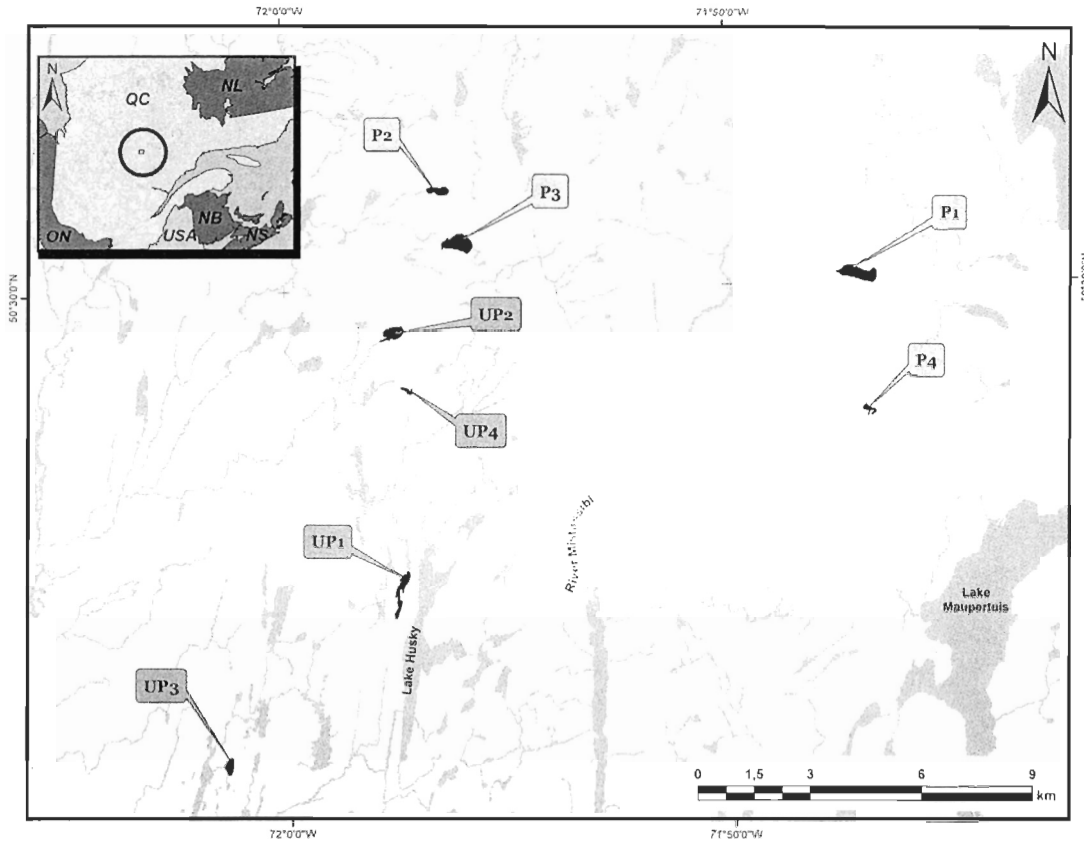 72°0'0"W
71°50'0"W
N
N
NL
QC
P2
P3
P1
NB
ON
USA
NS
50°30'0"N
UP2
P4
UP4
UP1
Lake
Maupertuis
Lake Husky
River
UP3
0 1,5 3 6 9
km
72°0'0"W
71°50'0"W